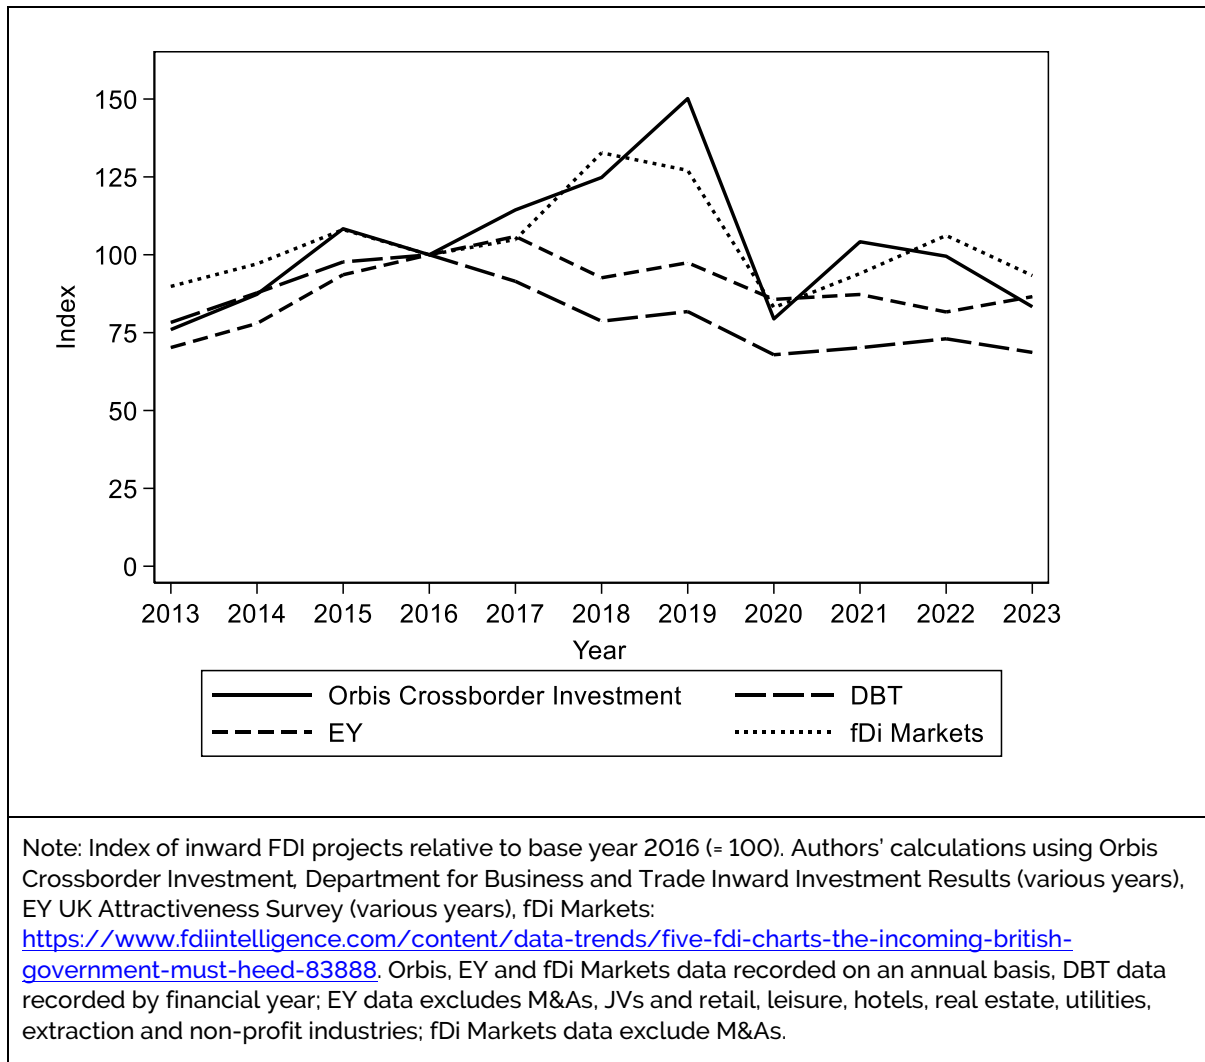 150
125
100
75
50
25
0
Index
2013 2014 2015 2016 2017 2018 2019 2020 2021 2022 2023
Year
Orbis Crossborder Investment DBT
EY fDi Markets
Note: Index of inward FDI projects relative to base year 2016 (= 100). Authors’ calculations using Orbis
Crossborder Investment, Department for Business and Trade Inward Investment Results (various years),
EY UK Attractiveness Survey (various years), fDi Markets:
https://www.fdiintelligence.com/content/data-trends/five-fdi-charts-the-incoming-british-
government-must-heed-83888. Orbis, EY and fDi Markets data recorded on an annual basis, DBT data
recorded by financial year; EY data excludes M&As, JVs and retail, leisure, hotels, real estate, utilities,
extraction and non-profit industries; fDi Markets data exclude M&As.